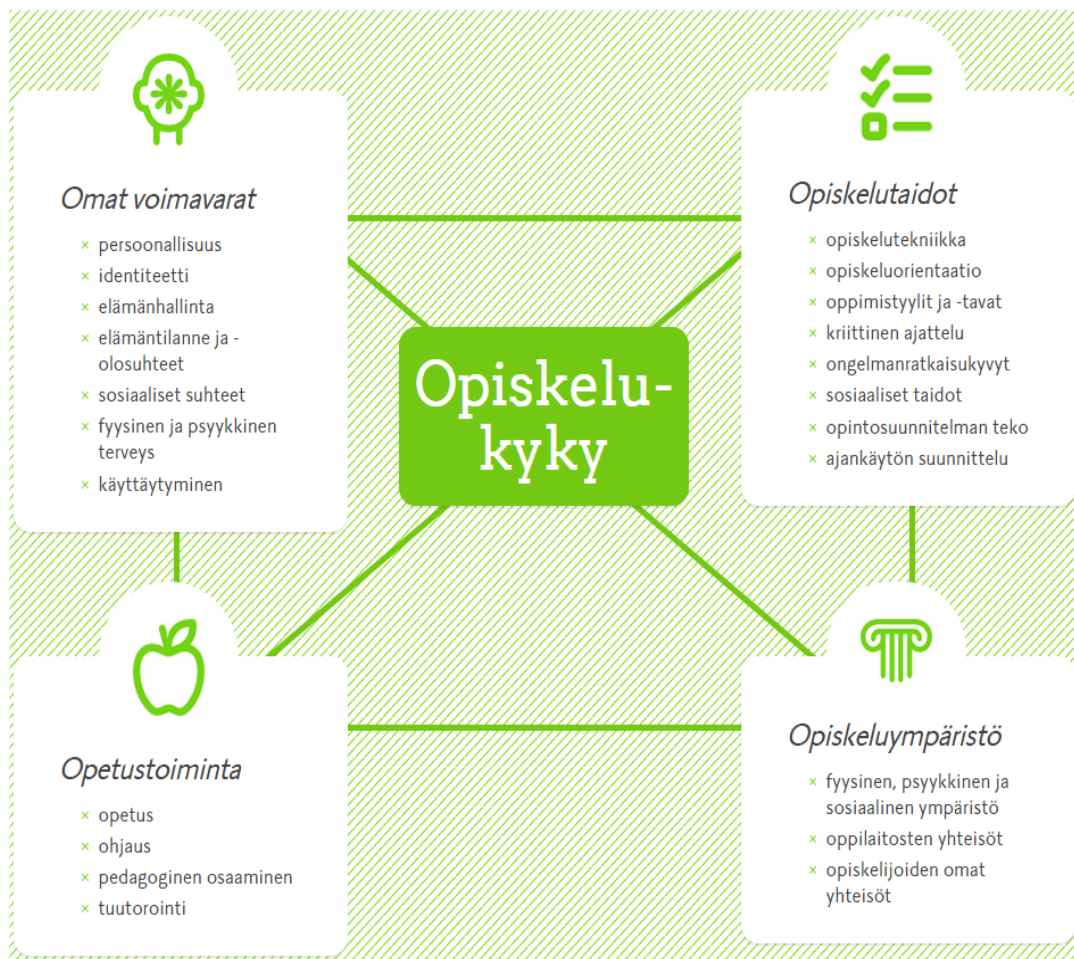 Omat voimavarat
× persoonallisuus
× identiteetti
× elämänhallinta
× elämäntilanne ja -
olosuhteet
× sosiaaliset suhteet
× fyysinen ja psyykkinen
terveys
× käyttäytyminen
Opiskelutaidot
× opiskelutekniikka
× opiskeluorientaatio
× oppimistyylit ja -tavat
× kriittinen ajattelu
× ongelmanratkaisukyvyt
× sosiaaliset taidot
× opintosuunnitelman teko
× ajankäytön suunnittelu
Opiskelu-
kyky
Opetustoiminta
× opetus
× ohjaus
× pedagoginen osaaminen
× tuutorointi
Opiskeluympäristö
× fyysinen, psyykkinen ja
sosiaalinen ympäristö
× oppilaitosten yhteisöt
× opiskelijoiden omat
yhteisöt